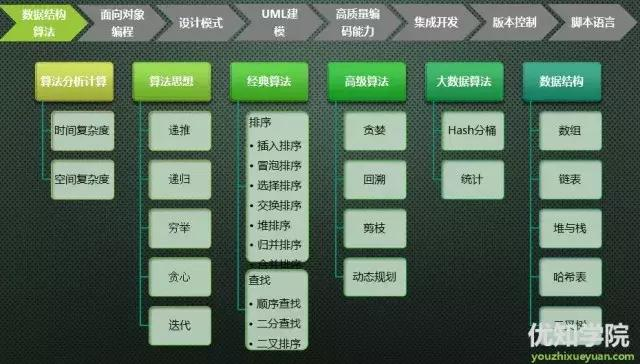 数据结构
算法
面向对象
编程
设计模式
UML建
模
高质量编
码能力
集成开发
版本控制
脚本语言
算法分析计算
时间复杂度
空间复杂度
算法思想
递推
递归
穷举
贪心
迭代
经典算法
排序
• 插入排序
• 冒泡排序
• 选择排序
• 交换排序
• 堆排序
• 归并排序
查找
• 顺序查找
• 二分查找
• 二叉排序
高级算法
贪婪
回溯
剪枝
动态规划
大数据算法
Hash分桶
统计
数据结构
数组
链表
堆与栈
哈希表
优知学院
youzhixueyuan.com